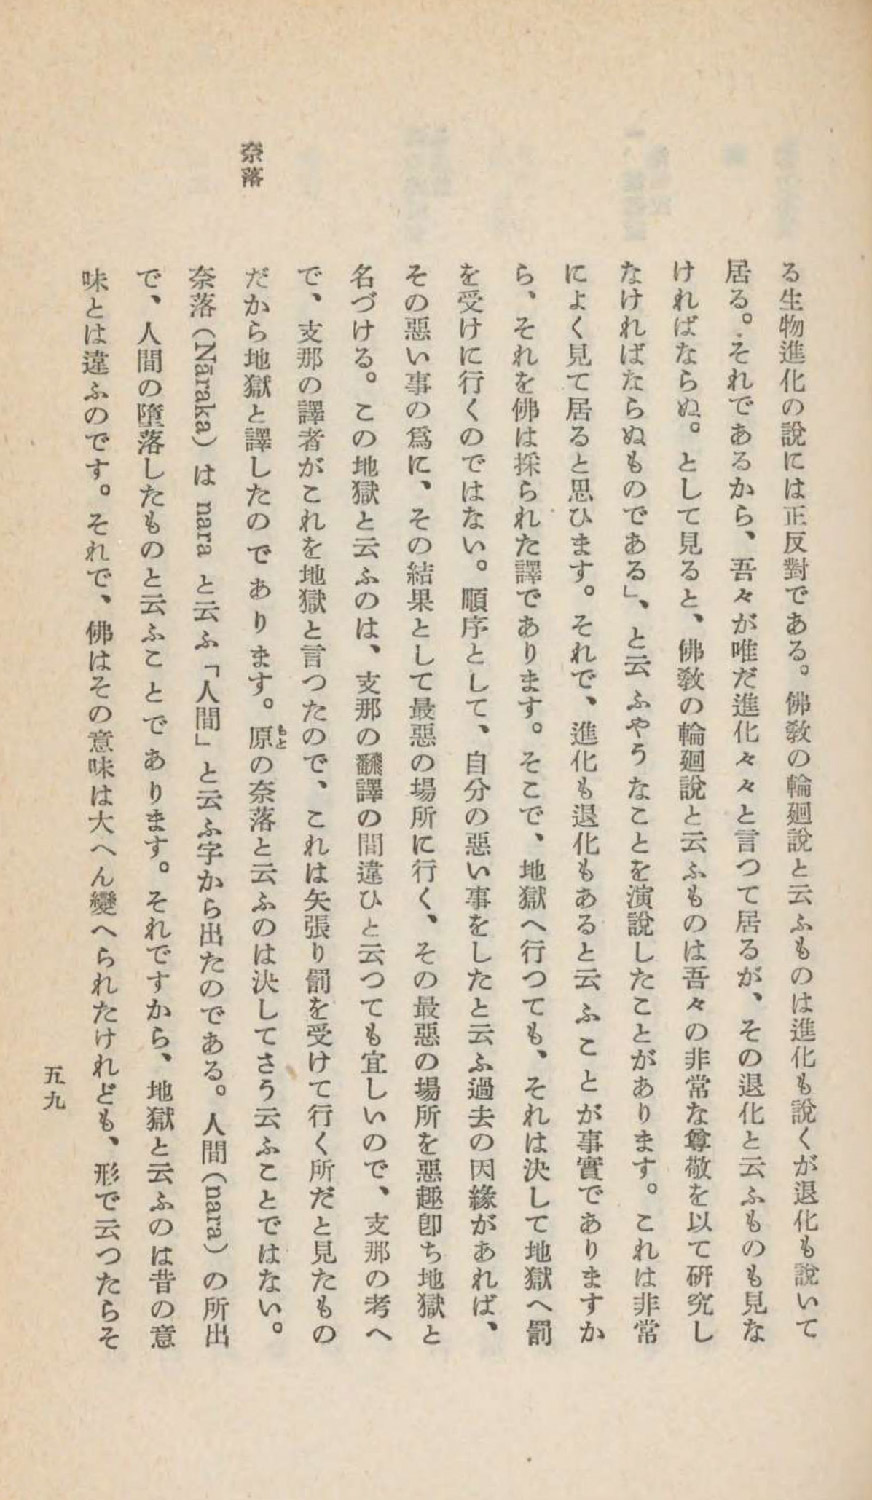 る生物進化の說には正反對である。佛敎の輪廻說と云ふものは進化も說くが退化も說いて
居る。それであるから、吾々が唯だ進化々々と言つて居るが、その退化と云ふものも見な
ければならぬ。として見ると、佛敎の輪廻說と云ふものは吾々の非常な尊敬を以て硏究し
なければならぬものである」、と云ふやうなことを演說したことがあります。これは非常
によく見て居ると思ひます。それで、進化も退化もあると云ふことが事實でありますか
ら、それを佛は採られた譯であります。そこで、地獄へ行つても、それは決して地獄へ罰
を受けに行くのではない。順序として、自分の惡い事をしたと云ふ過去の因緣があれば、
その惡い事の爲に、その結果として最惡の場所に行く、その最惡の場所を惡趣卽ち地獄と
名づける。この地獄と云ふのは、支那の飜譯の間違ひと云つても宜しいので、支那の考へ
で、支那の譯者がこれを地獄と言つたので、これは矢張り罰を受けて行く所だと見たもの
だから地獄と譯したのであります。原もとの奈落と云ふのは決してさう云ふことではない。
奈落
奈落（Nāraka）は nara と云ふ「人間」と云ふ字から出たのである。人間（nara）の所出
で、人間の墮落したものと云ふことであります。それですから、地獄と云ふのは昔の意
味とは違ふのです。それで、佛はその意味は大へん變へられたけれども、形で云つたらそ
五九